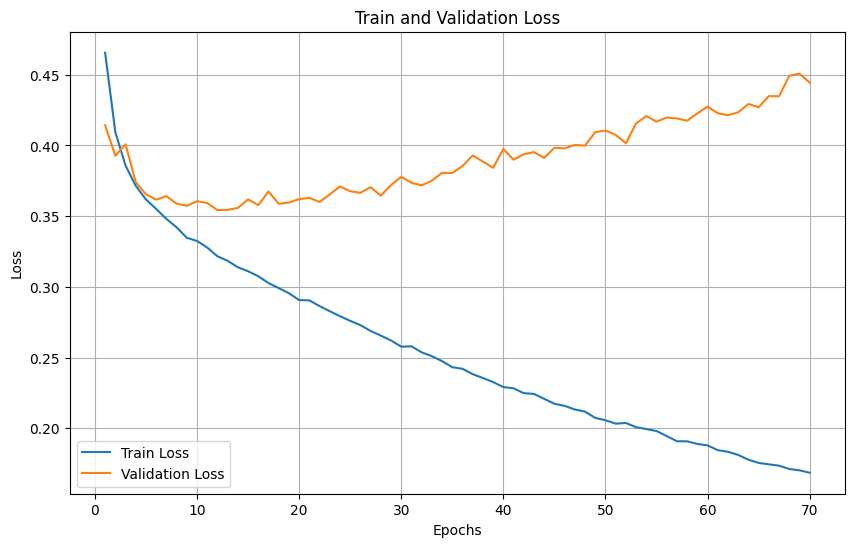 Train and Validation Loss
Loss
0.45
0.40
0.35
0.30
0.25
0.20
Train Loss
Validation Loss
0 10 20 30 40 50 60 70
Epochs